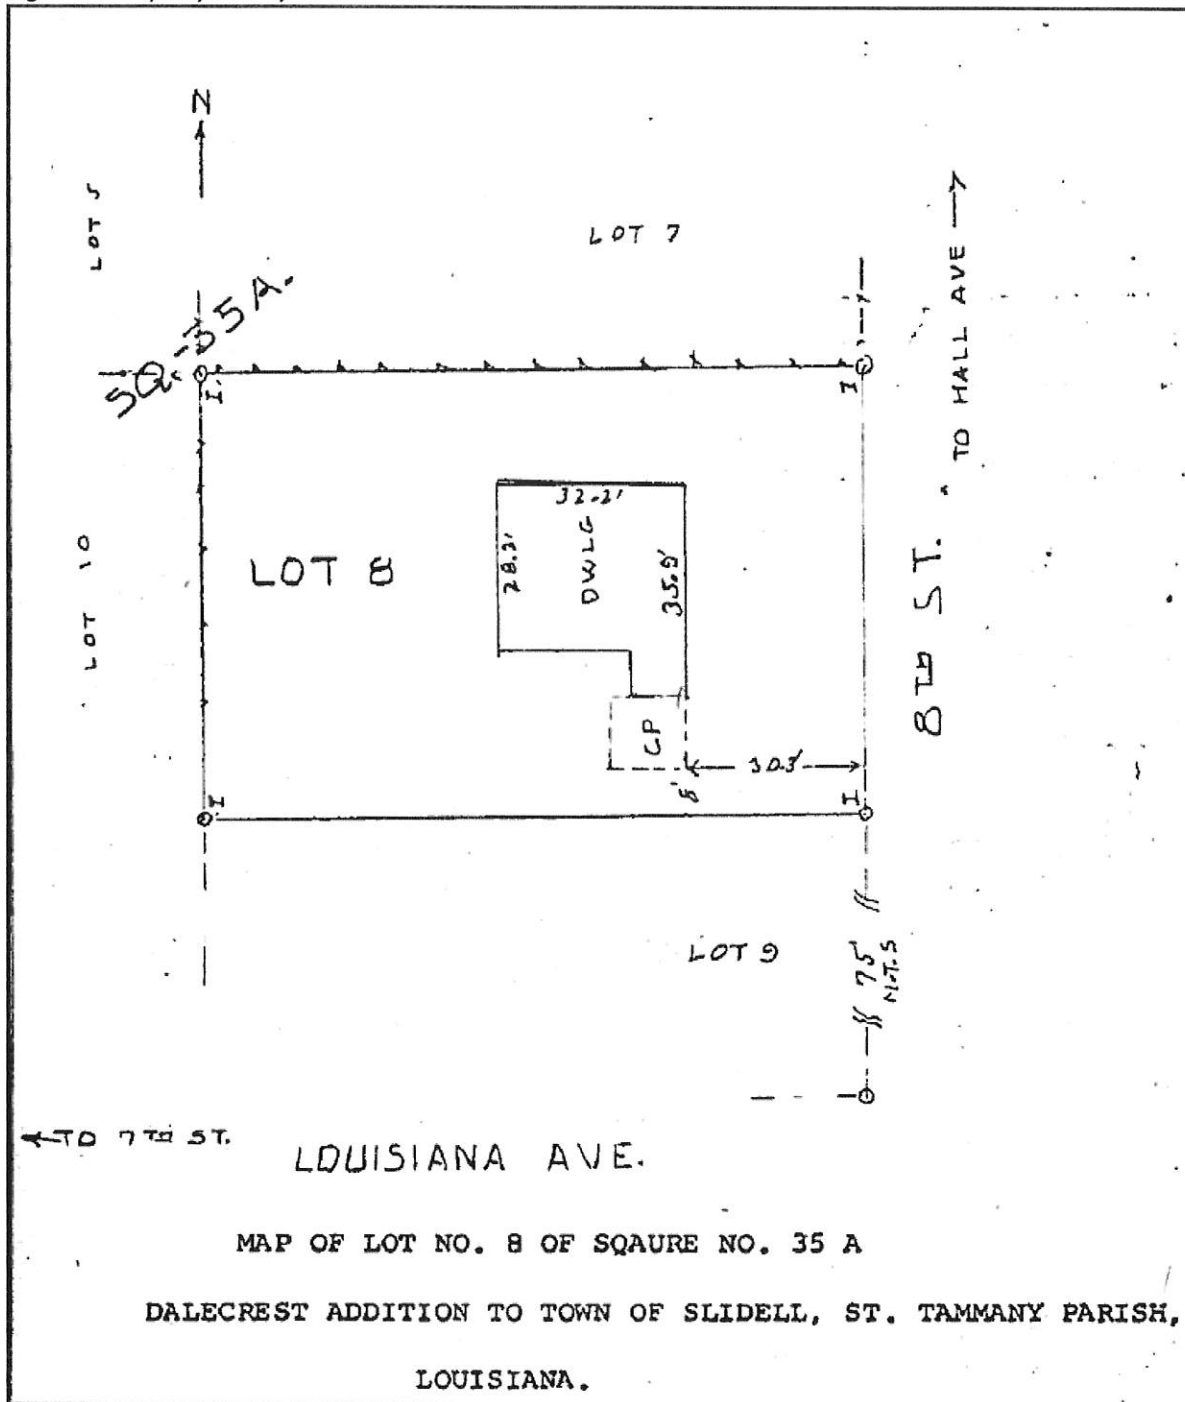 N
LOT 5
LOT 7
TO HALL AVE
SQ. 35 A.
I
I
32.2'
28.2'
DWLG
35.9'
LOT 8
LOT 10
8TH ST.
CP
30.3'
8'
I
I
LOT 9
75'
N.T.S
TO 7TH ST.
LOUISIANA AVE.
MAP OF LOT NO. 8 OF SQAURE NO. 35 A
DALECREST ADDITION TO TOWN OF SLIDELL, ST. TAMMANY PARISH,
LOUISIANA.